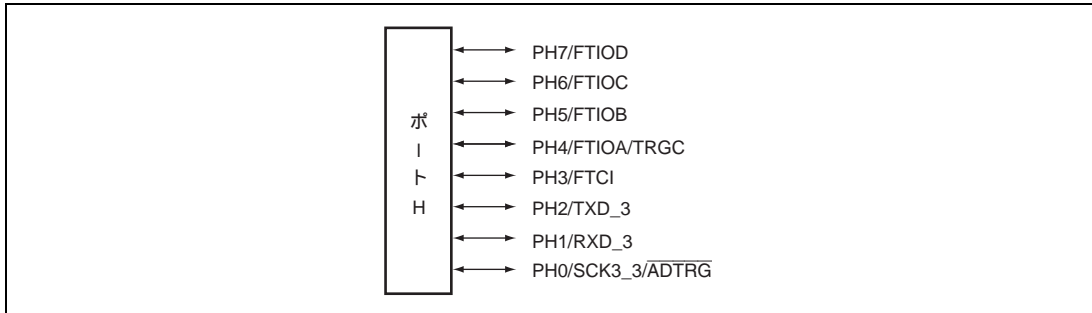 ポートH
PH7/FTIOD
PH6/FTIOC
PH5/FTIOB
PH4/FTIOA/TRGC
PH3/FTCI
PH2/TXD_3
PH1/RXD_3
PH0/SCK3_3/A̅D̅T̅R̅G̅